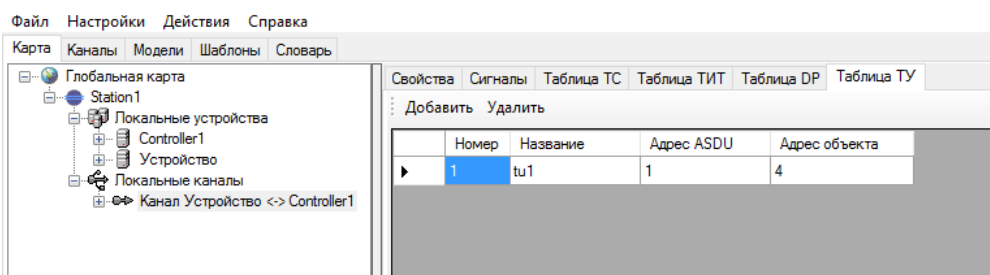 Файл Настройки Действия Справка
Карта Каналы Модели Шаблоны Словарь
Глобальная карта
Station1
Локальные устройства
Controller1
Устройство
Локальные каналы
Канал Устройство <-> Controller1
Свойства Сигналы Таблица ТС Таблица ТИТ Таблица DP Таблица ТУ
Добавить Удалить
Номер Название Адрес ASDU Адрес объекта
1 tu1 1 4